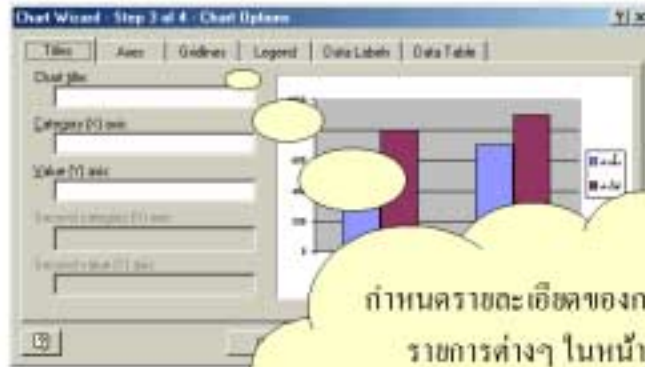 Chart Wizard - Step 3 of 4 - Chart Options
Titles Axes Gridlines Legend Data Labels Data Table
Chart title:
Category (X) axis:
Value (Y) axis:
Second category (X) axis:
Second value (Y) axis:
กำหนดรายละเอียดของก
รายการต่างๆ ในหน้า